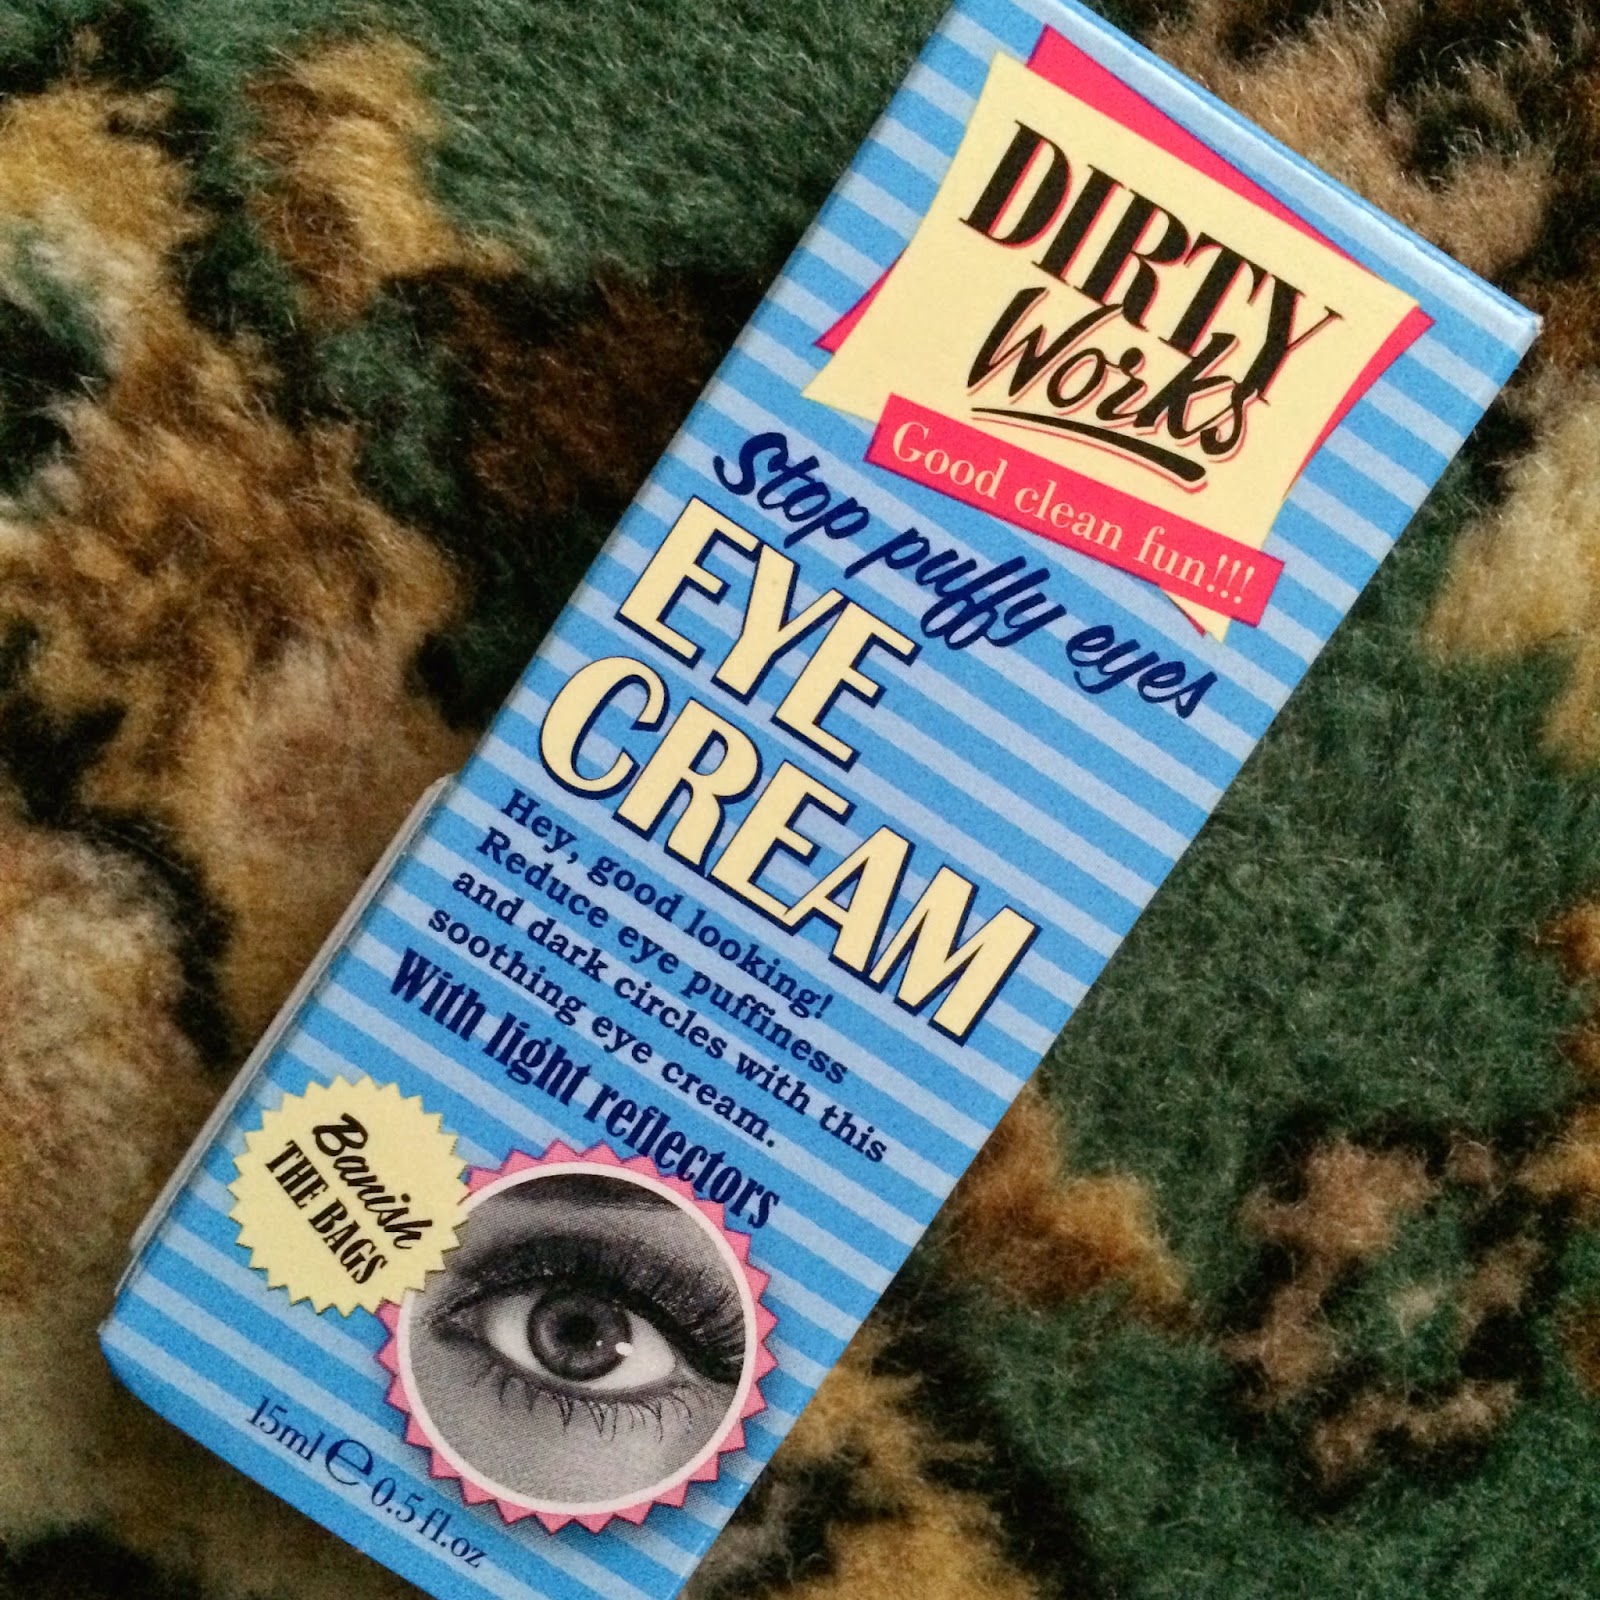 DIRTY
Works
Good clean fun!!!
Stop puffy eyes
EYE
CREAM
Hey, good looking!
Reduce eye puffiness
and dark circles with this
soothing eye cream.
With light reflectors
Banish
THE BAGS
15ml ℮ 0.5 fl.oz